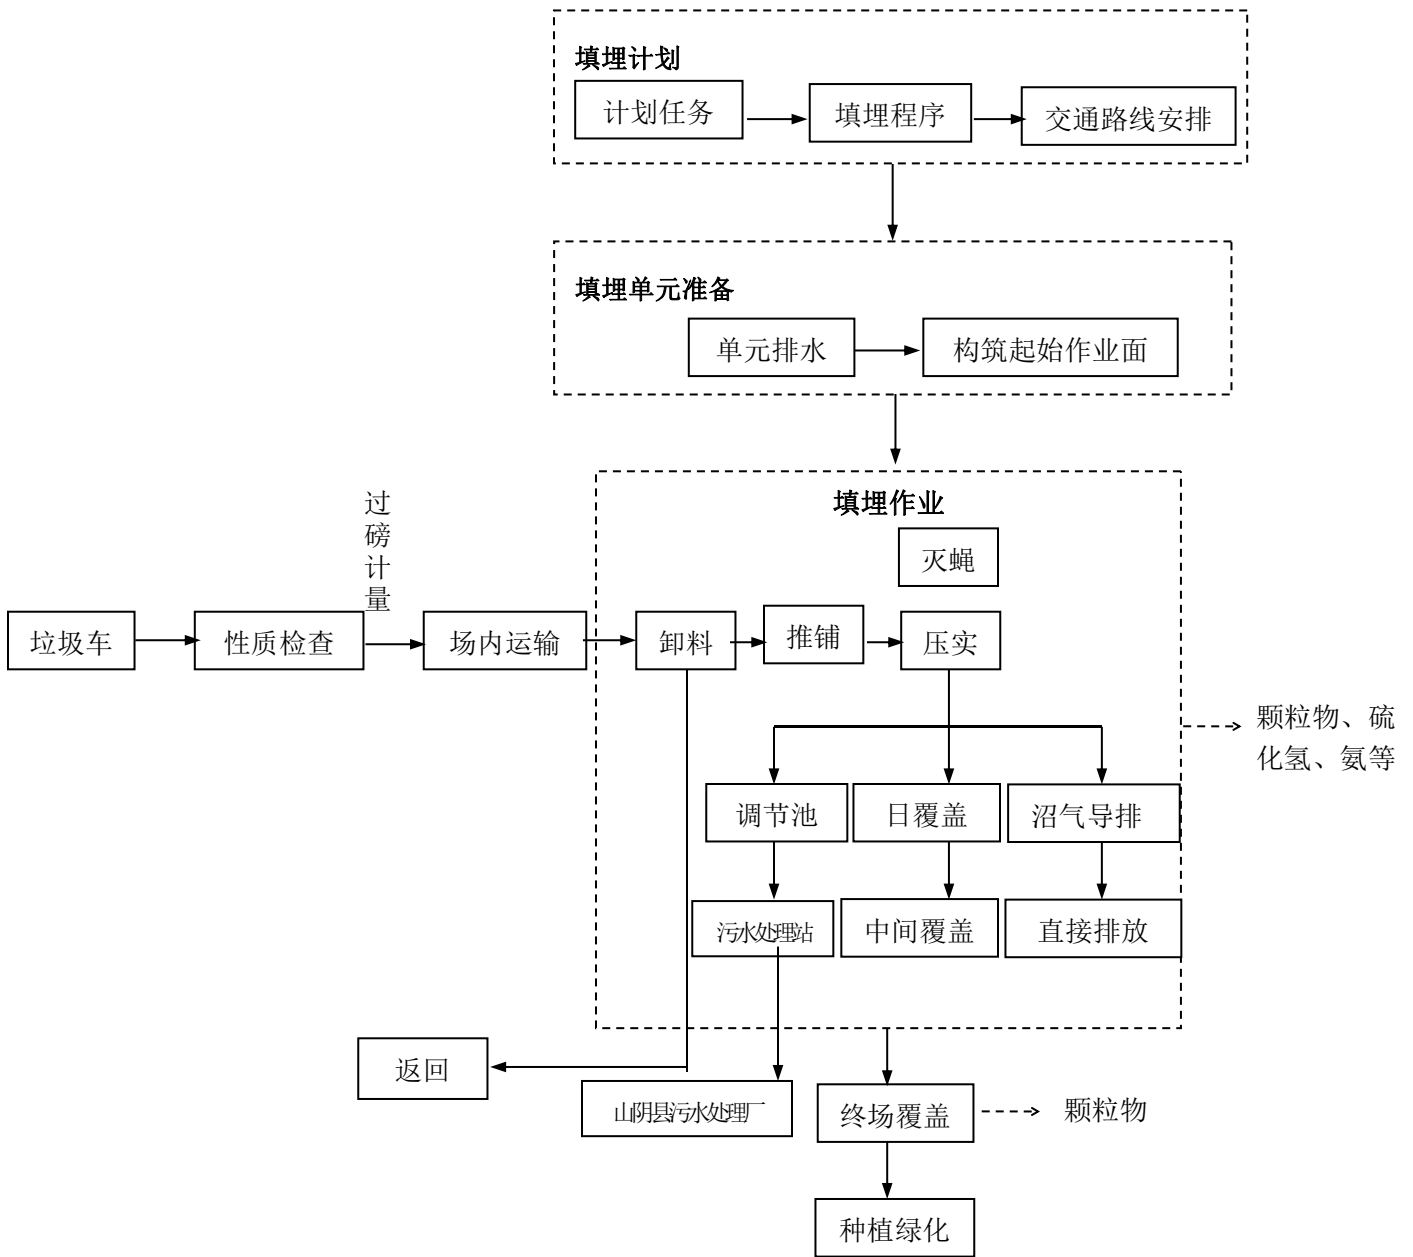 填埋计划
计划任务
填埋程序
交通路线安排
填埋单元准备
单元排水
构筑起始作业面
填埋作业
灭蝇
过
磅
计
量
垃圾车
性质检查
场内运输
卸料
推铺
压实
颗粒物、硫
化氢、氨等
调节池
日覆盖
沼气导排
污水处理站
中间覆盖
直接排放
返回
山阴县污水处理厂
终场覆盖
颗粒物
种植绿化